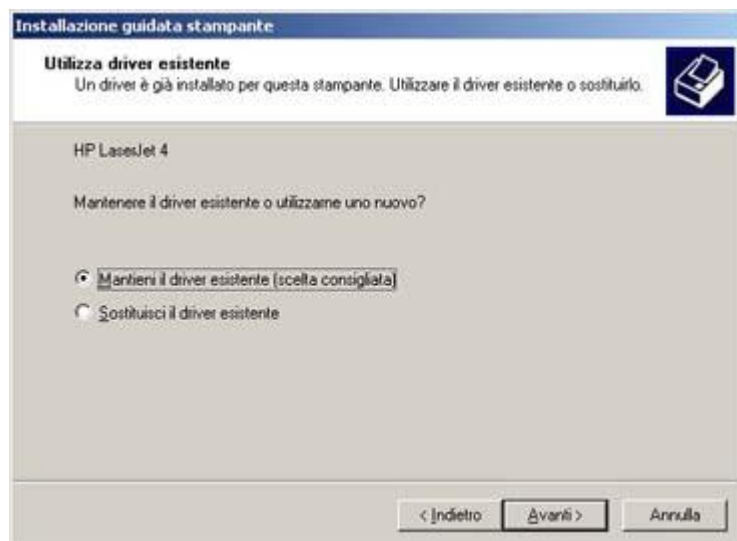 Installazione guidata stampante
Utilizza driver esistente
Un driver è già installato per questa stampante. Utilizzare il driver esistente o sostituirlo.
HP LaserJet 4
Mantenere il driver esistente o utilizzarne uno nuovo?
Mantieni il driver esistente (scelta consigliata)
Sostituisci il driver esistente
< Indietro
Avanti >
Annulla